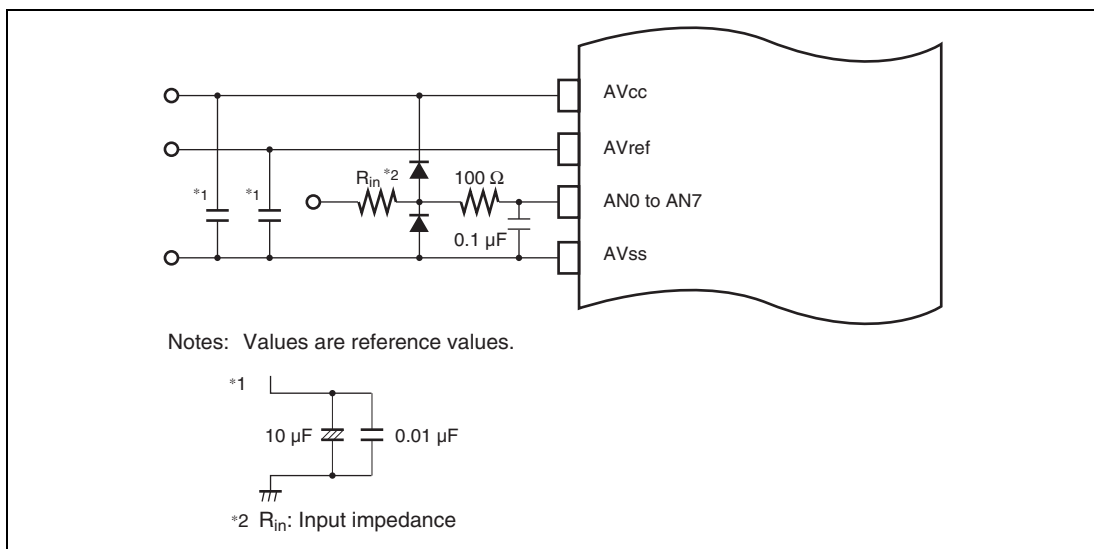 AVcc
AVref
*1
*1
Rin *2
100 Ω
AN0 to AN7
0.1 µF
AVss
Notes: Values are reference values.
*1
10 µF
0.01 µF
*2 Rin: Input impedance